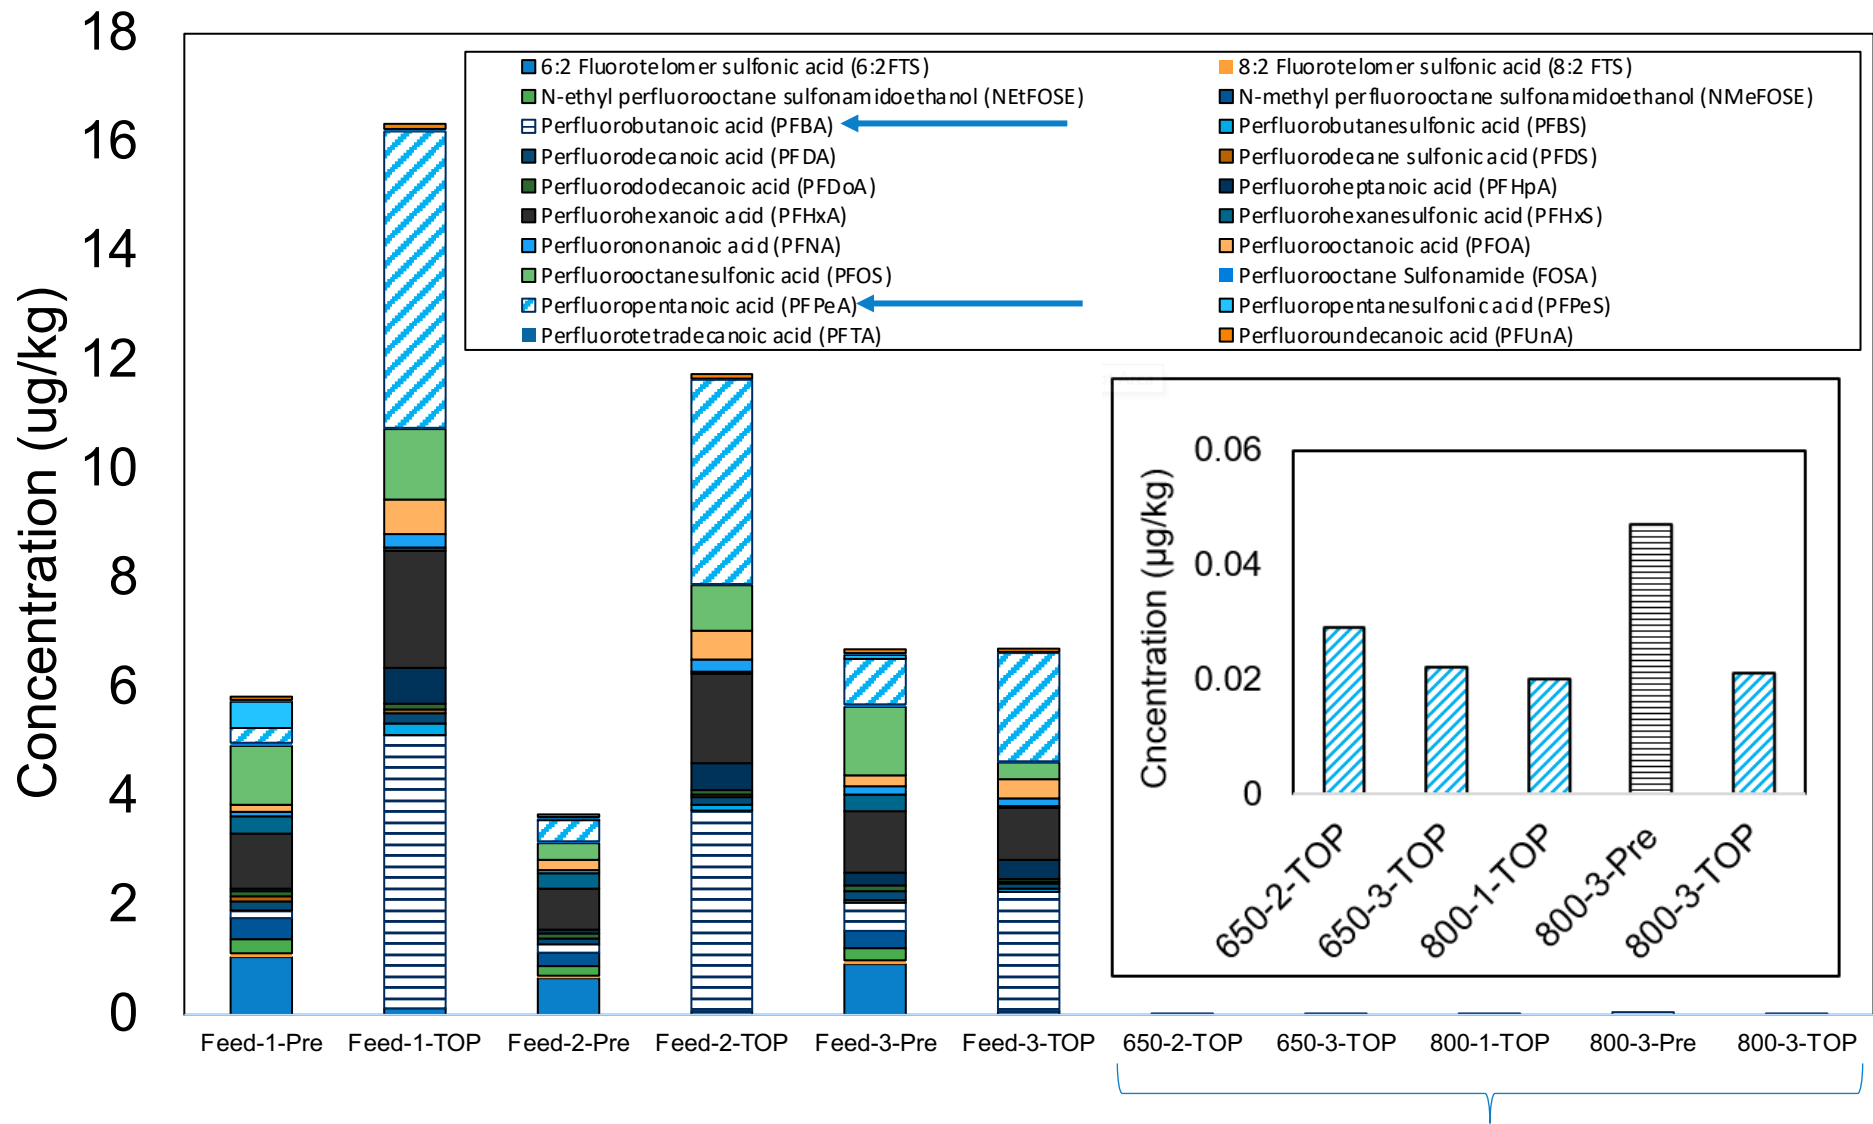 18
16
14
12
10
8
6
4
2
0
Concentration (ug/kg)
6:2 Fluorotelomer sulfonic acid (6:2FTS)
8:2 Fluorotelomer sulfonic acid (8:2 FTS)
N-ethyl perfluorooctane sulfonamidoethanol (NEtFOSE)
N-methyl perfluorooctane sulfonamidoethanol (NMeFOSE)
Perfluorobutanoic acid (PFBA)
Perfluorobutanesulfonic acid (PFBS)
Perfluorodecanoic acid (PFDA)
Perfluorodecane sulfonic acid (PFDS)
Perfluorododecanoic acid (PFDoA)
Perfluoroheptanoic acid (PFHpA)
Perfluorohexanoic acid (PFHxA)
Perfluorohexanesulfonic acid (PFHxS)
Perfluorononanoic acid (PFNA)
Perfluorooctanoic acid (PFOA)
Perfluorooctanesulfonic acid (PFOS)
Perfluorooctane Sulfonamide (FOSA)
Perfluoropentanoic acid (PFPeA)
Perfluoropentanesulfonic acid (PFPeS)
Perfluorotetradecanoic acid (PFTA)
Perfluoroundecanoic acid (PFUnA)
0.06
0.04
0.02
0
Cncentration (µg/kg)
650-2-TOP
650-3-TOP
800-1-TOP
800-3-Pre
800-3-TOP
Feed-1-Pre
Feed-1-TOP
Feed-2-Pre
Feed-2-TOP
Feed-3-Pre
Feed-3-TOP
650-2-TOP
650-3-TOP
800-1-TOP
800-3-Pre
800-3-TOP